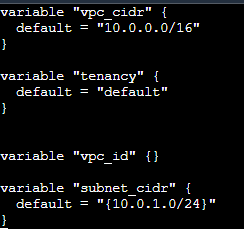 variable "vpc_cidr" {
  default = "10.0.0.0/16"
}
variable "tenancy" {
  default = "default"
}
variable "vpc_id" {}
variable "subnet_cidr" {
  default = "{10.0.1.0/24}"
}